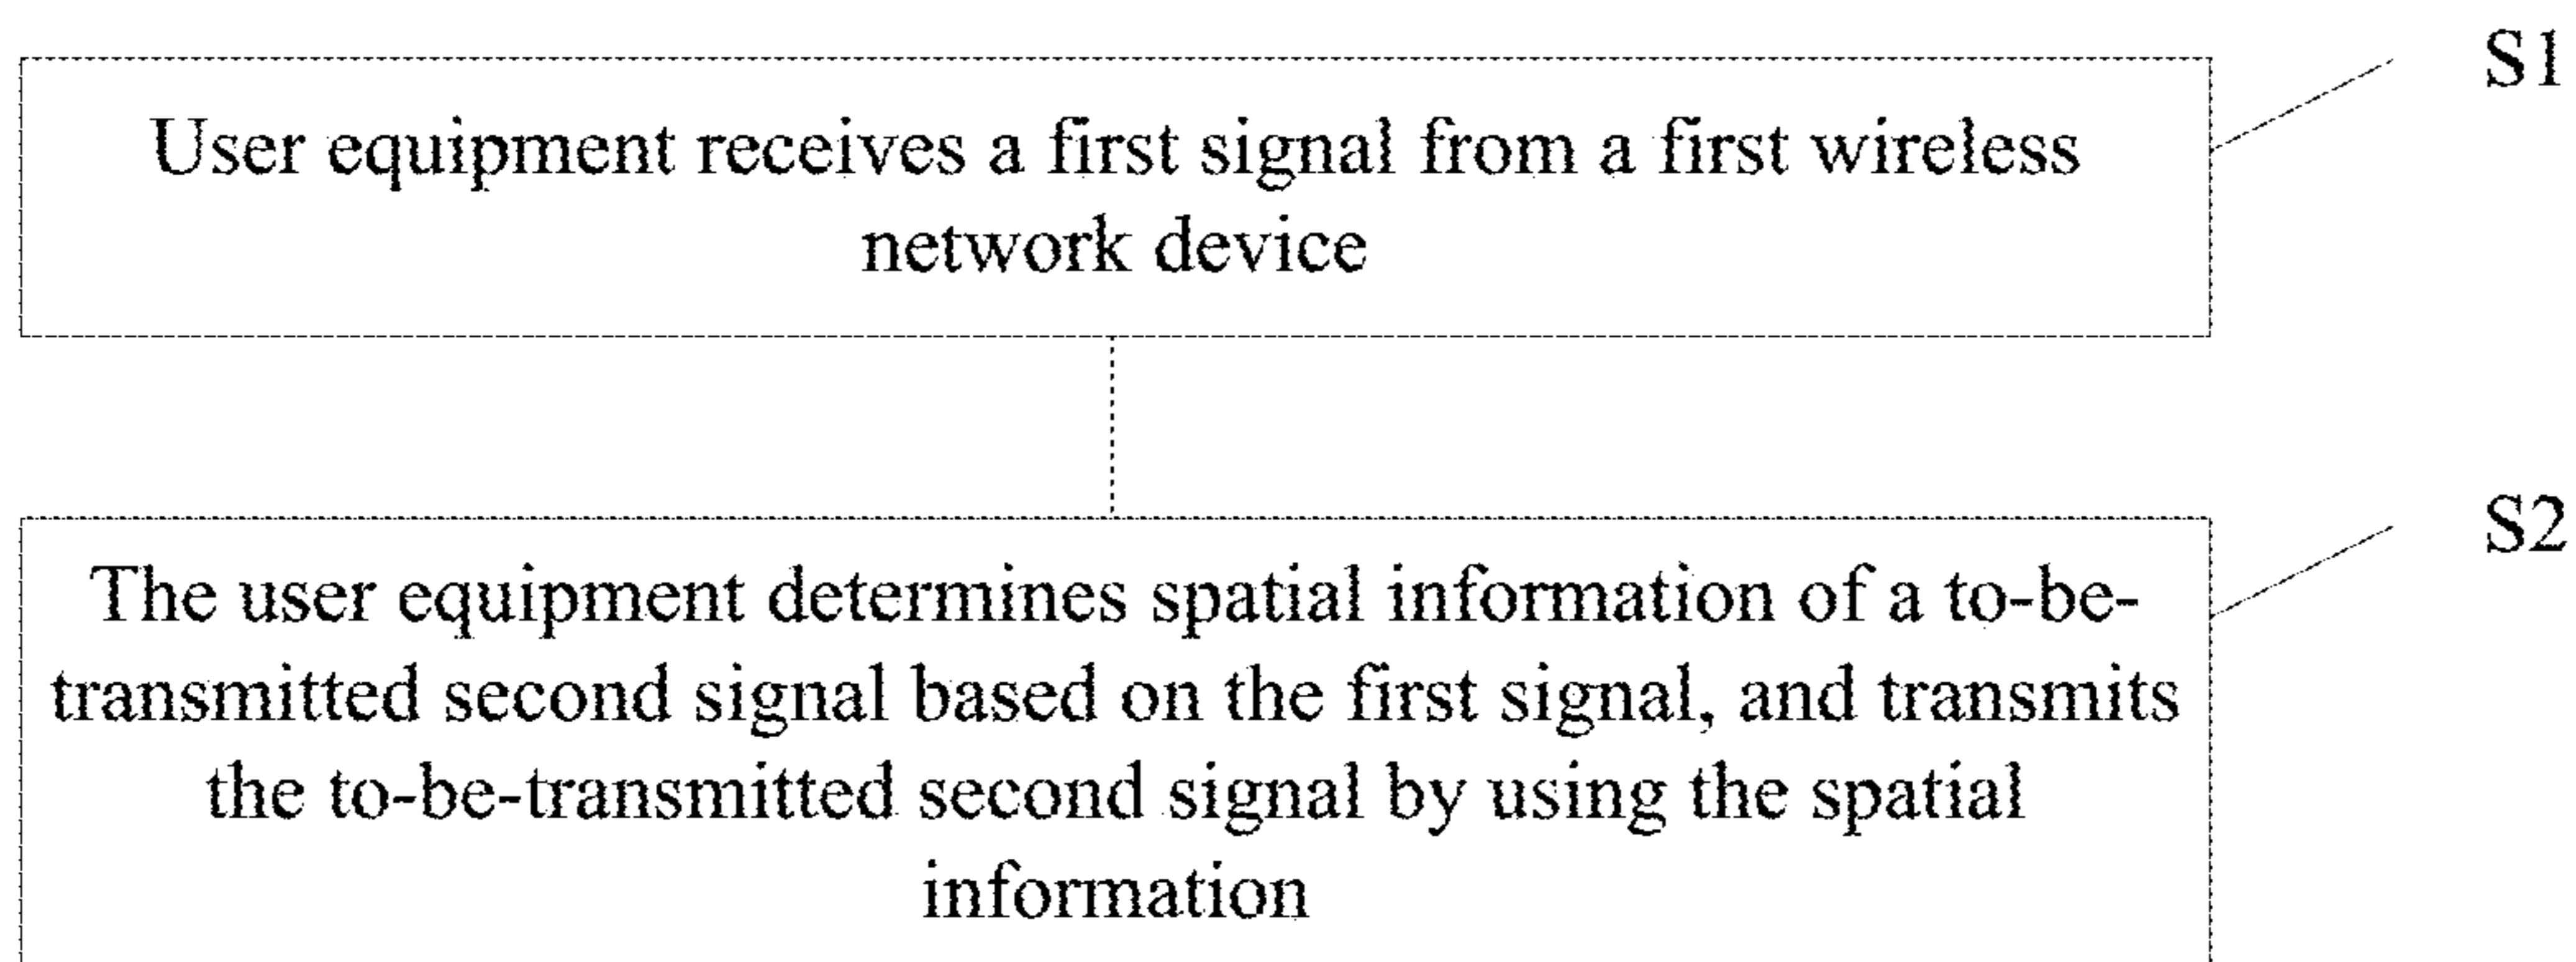 S1
User equipment receives a first signal from a first wireless
network device
S2
The user equipment determines spatial information of a to-be-
transmitted second signal based on the first signal, and transmits
the to-be-transmitted second signal by using the spatial
information